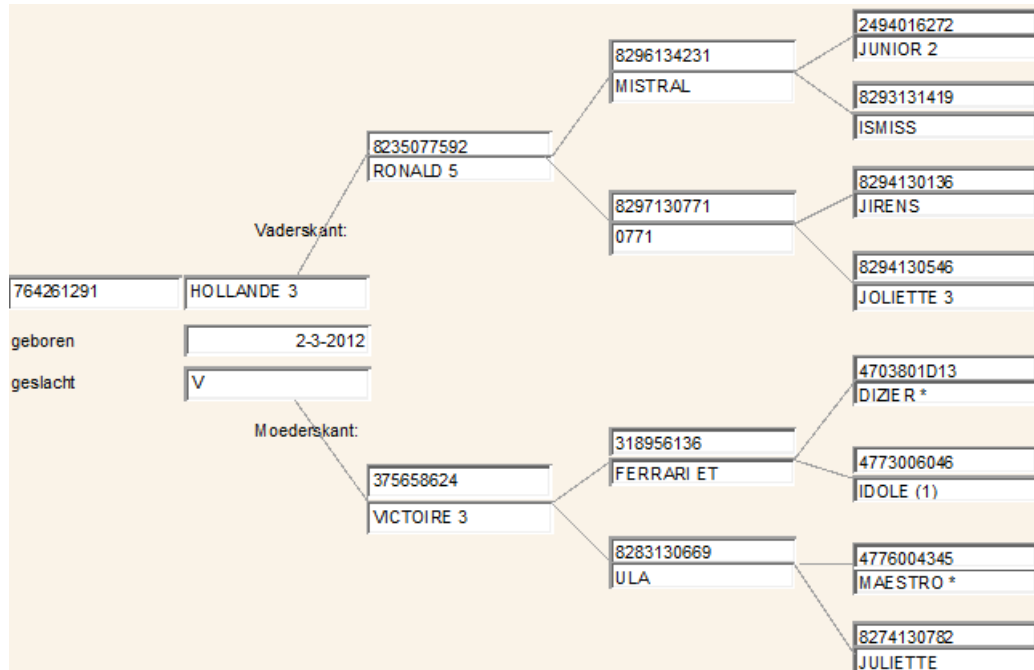 2494016272
JUNIOR 2
8296134231
MISTRAL
8293131419
ISMISS
8235077592
RONALD 5
8294130136
JIRENS
8297130771
0771
Vaderskant:
8294130546
JOLIETTE 3
764261291 HOLLANDE 3
geboren 2-3-2012
geslacht V
4703801D13
DIZIER *
Moederskant:
318956136
FERRARI ET
4773006046
IDOLE (1)
375658624
VICTOIRE 3
8283130669
ULA
4776004345
MAESTRO *
8274130782
JULIETTE